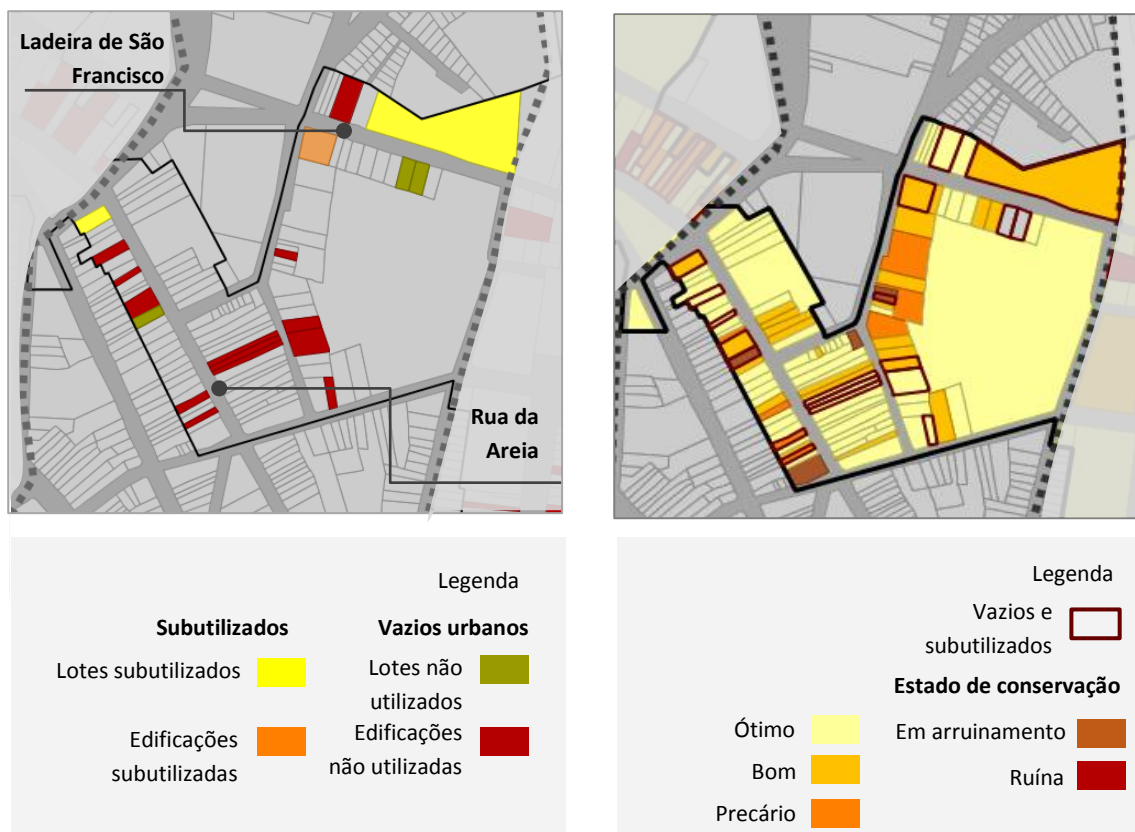 Ladeira de São
Francisco
Rua da
Areia
Legenda
Subutilizados
Vazios urbanos
Lotes subutilizados
Lotes não
utilizados
Edificações
subutilizadas
Edificações
não utilizadas
Legenda
Vazios e
subutilizados
Estado de conservação
Ótimo
Em arruinamento
Bom
Ruína
Precário